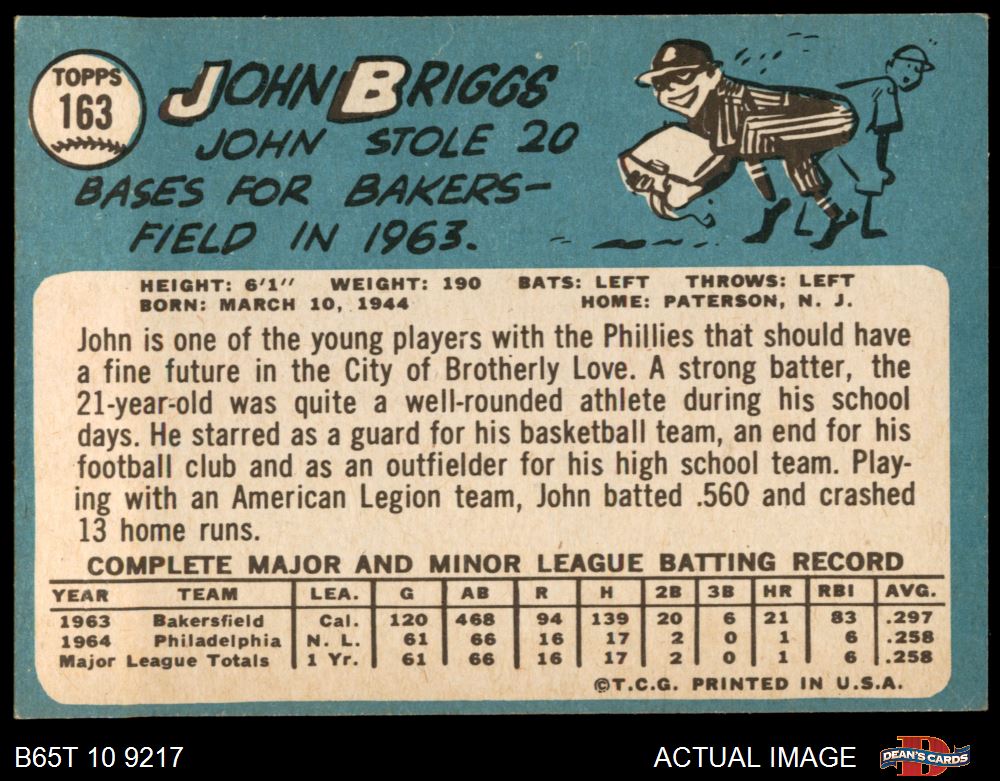 TOPPS
163
JOHN BRIGGS
JOHN STOLE 20
BASES FOR BAKERS-
FIELD IN 1963.
HEIGHT: 6'1" WEIGHT: 190 BATS: LEFT THROWS: LEFT
BORN: MARCH 10, 1944 HOME: PATERSON, N. J.
John is one of the young players with the Phillies that should have
a fine future in the City of Brotherly Love. A strong batter, the
21-year-old was quite a well-rounded athlete during his school
days. He starred as a guard for his basketball team, an end for his
football club and as an outfielder for his high school team. Play-
ing with an American Legion team, John batted .560 and crashed
13 home runs.
COMPLETE MAJOR AND MINOR LEAGUE BATTING RECORD
YEAR TEAM LEA. G AB R H 2B 3B HR RBI AVG.
1963 Bakersfield Cal. 120 468 94 139 20 6 21 83 .297
1964 Philadelphia N. L. 61 66 16 17 2 0 1 6 .258
Major League Totals 1 Yr. 61 66 16 17 2 0 1 6 .258
©T.C.G. PRINTED IN U.S.A.
B65T 10 9217 ACTUAL IMAGE DEAN'S CARDS